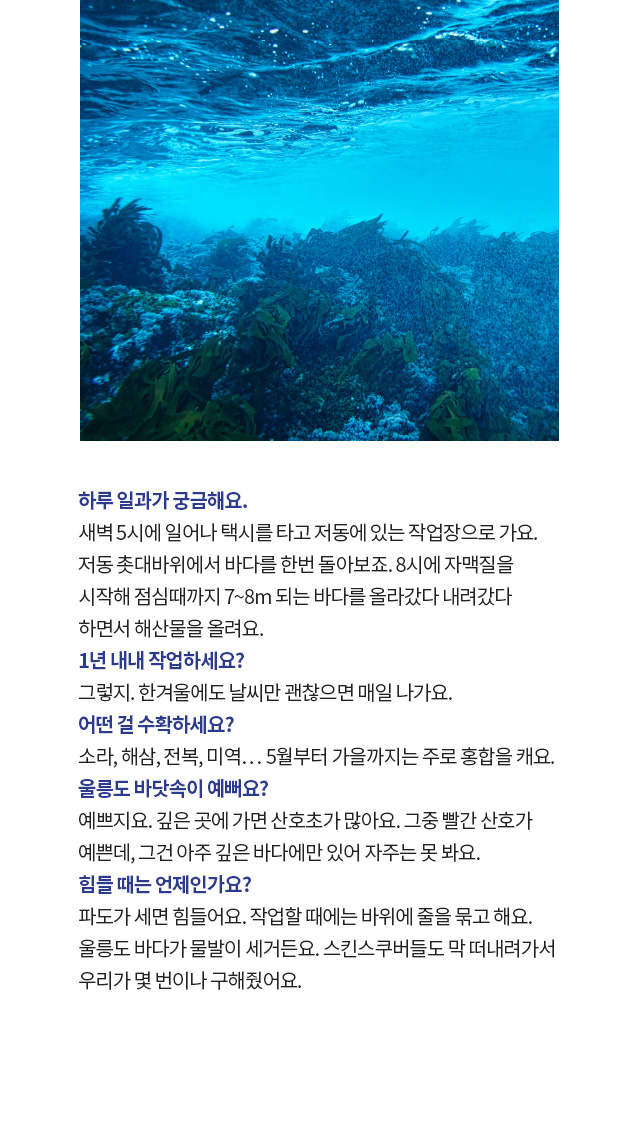 하루 일과가 궁금해요.
새벽 5시에 일어나 택시를 타고 저동에 있는 작업장으로 가요.
저동 촛대바위에서 바다를 한번 돌아보죠. 8시에 자맥질을
시작해 점심때까지 7~8m 되는 바다를 올라갔다 내려갔다
하면서 해산물을 올려요.
1년 내내 작업하세요?
그렇지. 한겨울에도 날씨만 괜찮으면 매일 나가요.
어떤 걸 수확하세요?
소라, 해삼, 전복, 미역… 5월부터 가을까지는 주로 홍합을 캐요.
울릉도 바닷속이 예뻐요?
예쁘지요. 깊은 곳에 가면 산호초가 많아요. 그중 빨간 산호가
예쁜데, 그건 아주 깊은 바다에만 있어 자주는 못 봐요.
힘들 때는 언제인가요?
파도가 세면 힘들어요. 작업할 때에는 바위에 줄을 묶고 해요.
울릉도 바다가 물발이 세거든요. 스킨스쿠버들도 막 떠내려가서
우리가 몇 번이나 구해줬어요.